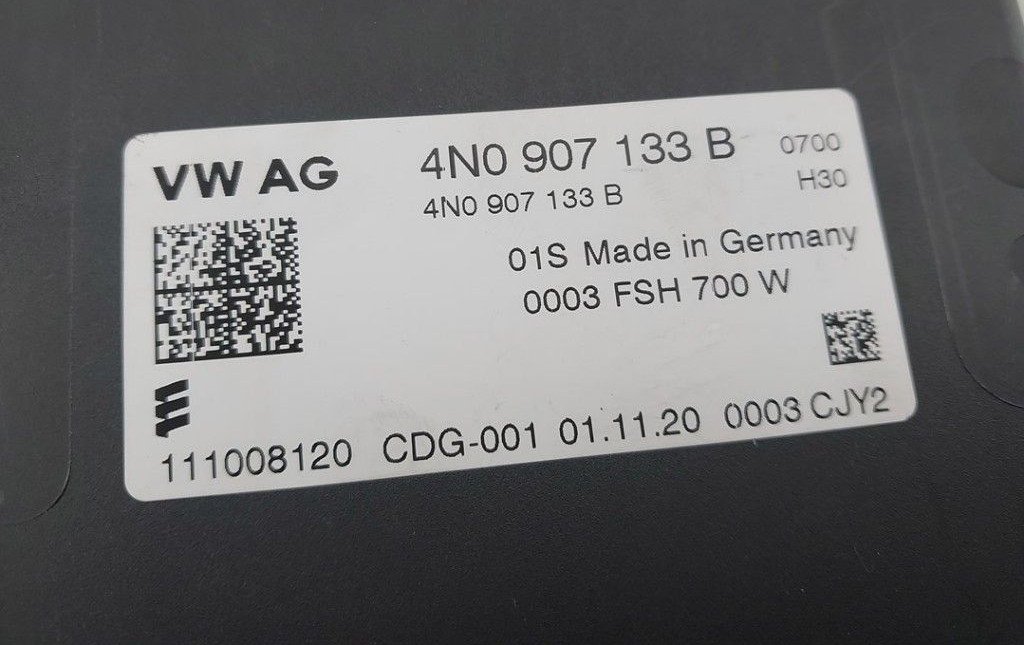 VW AG
4N0 907 133 B 0700
4N0 907 133 B H30
01S Made in Germany
0003 FSH 700 W
111008120 CDG-001 01.11.20 0003 CJY2